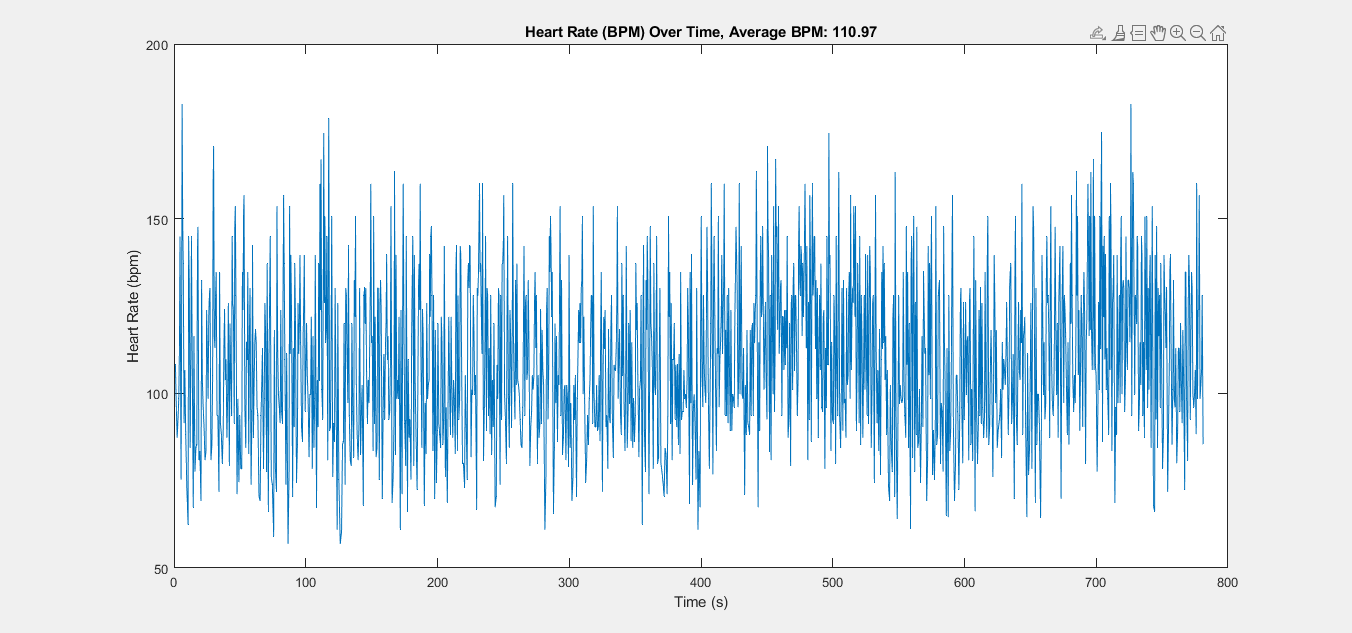 Heart Rate (BPM) Over Time, Average BPM: 110.97
200
150
100
50
Heart Rate (bpm)
0 100 200 300 400 500 600 700 800
Time (s)